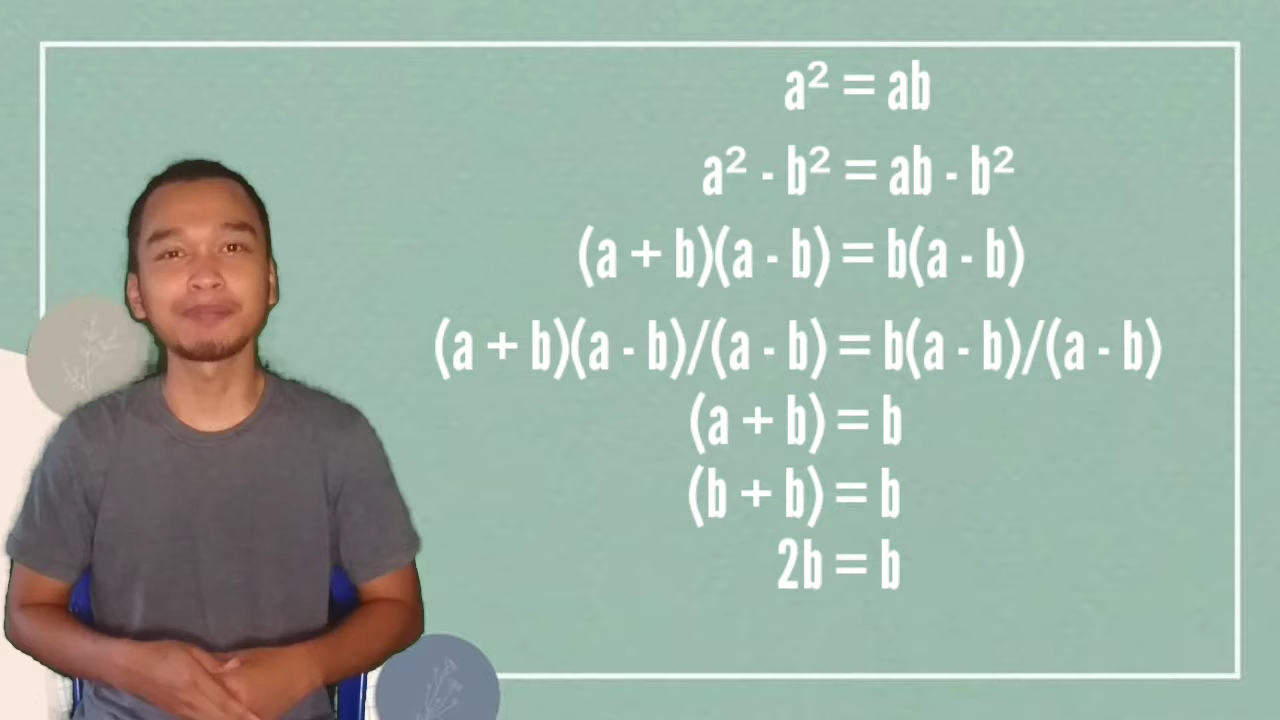 a² = ab
a² - b² = ab - b²
(a + b)(a - b) = b(a - b)
(a + b)(a - b)/(a - b) = b(a - b)/(a - b)
(a + b) = b
(b + b) = b
2b = b